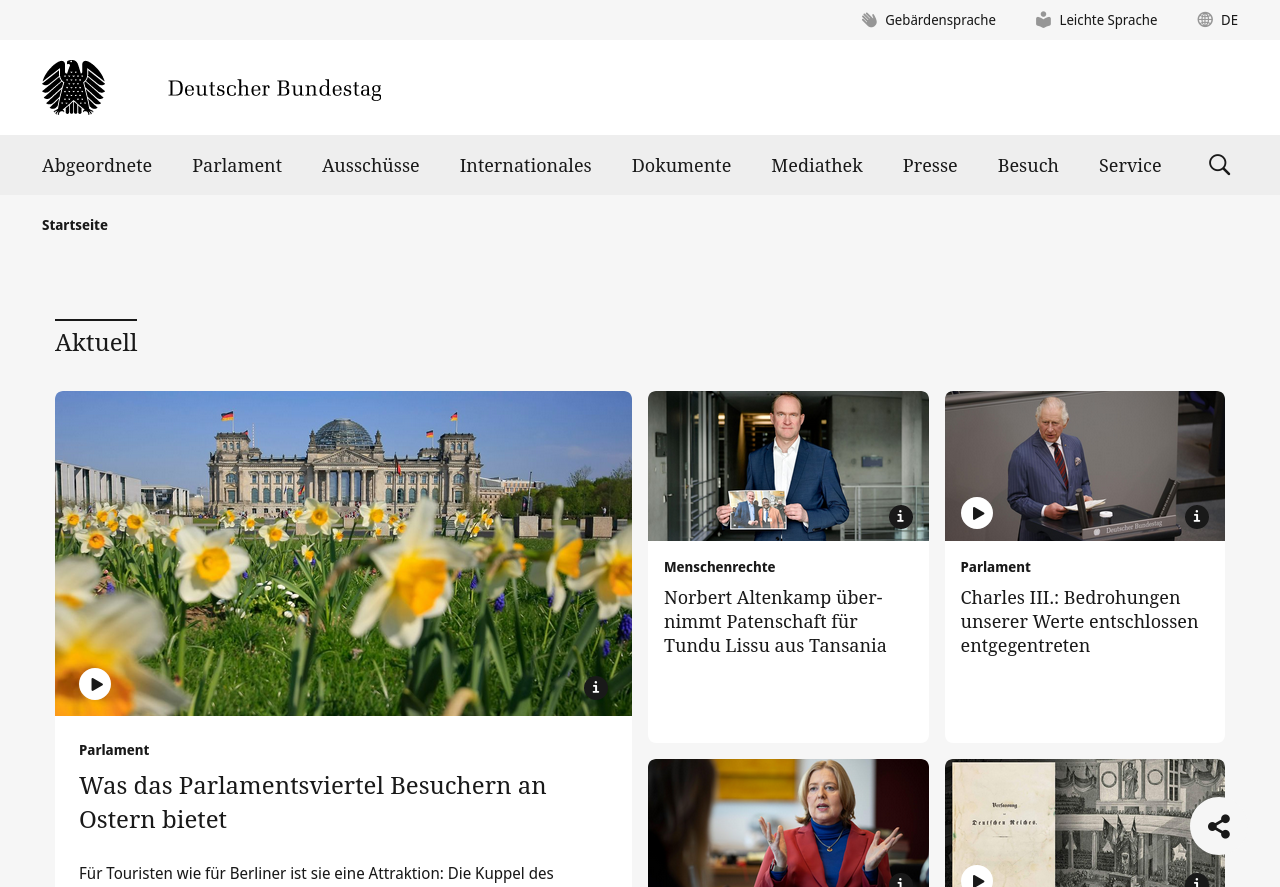 Gebärdensprache
Leichte Sprache
DE
Deutscher Bundestag
Abgeordnete
Parlament
Ausschüsse
Internationales
Dokumente
Mediathek
Presse
Besuch
Service
Startseite
Aktuell
Deutscher Bundestag
Parlament
Was das Parlamentsviertel Besuchern an
Ostern bietet
Für Touristen wie für Berliner ist sie eine Attraktion: Die Kuppel des
Menschenrechte
Norbert Altenkamp über-
nimmt Patenschaft für
Tundu Lissu aus Tansania
Parlament
Charles III.: Bedrohungen
unserer Werte entschlossen
entgegentreten
Verfassung
Deutschen Reiches.